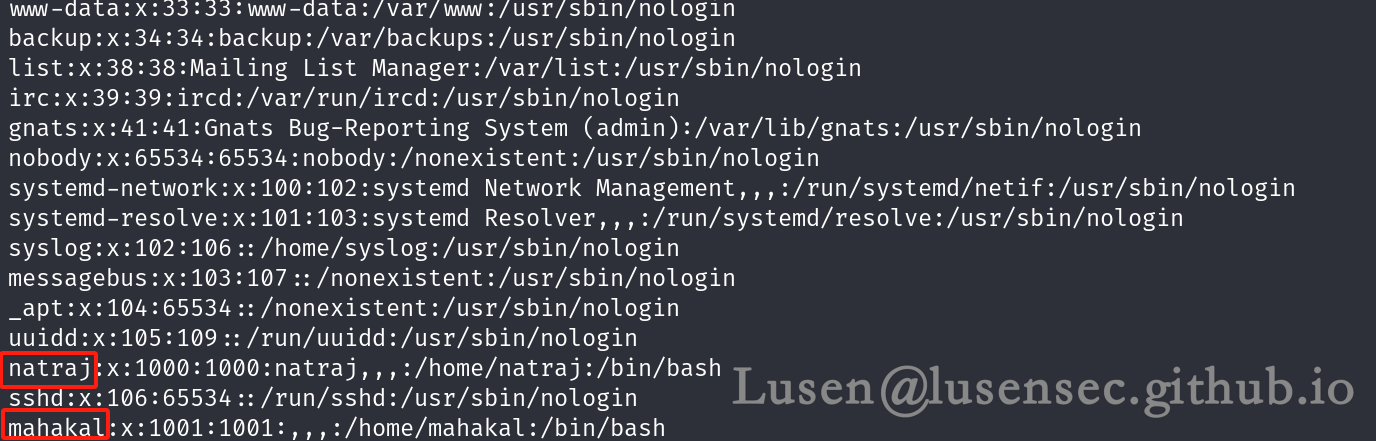 www-data:x:33:33:www-data:/var/www:/usr/sbin/nologin
backup:x:34:34:backup:/var/backups:/usr/sbin/nologin
list:x:38:38:Mailing List Manager:/var/list:/usr/sbin/nologin
irc:x:39:39:ircd:/var/run/ircd:/usr/sbin/nologin
gnats:x:41:41:Gnats Bug-Reporting System (admin):/var/lib/gnats:/usr/sbin/nologin
nobody:x:65534:65534:nobody:/nonexistent:/usr/sbin/nologin
systemd-network:x:100:102:systemd Network Management,,,:/run/systemd/netif:/usr/sbin/nologin
systemd-resolve:x:101:103:systemd Resolver,,,:/run/systemd/resolve:/usr/sbin/nologin
syslog:x:102:106::/home/syslog:/usr/sbin/nologin
messagebus:x:103:107::/nonexistent:/usr/sbin/nologin
_apt:x:104:65534::/nonexistent:/usr/sbin/nologin
uuidd:x:105:109::/run/uuidd:/usr/sbin/nologin
natraj:x:1000:1000:natraj,,,:/home/natraj:/bin/bash
sshd:x:106:65534::/run/sshd:/usr/sbin/nologin
mahakal:x:1001:1001:,,,:/home/mahakal:/bin/bash
Lusen@lusensec.github.io